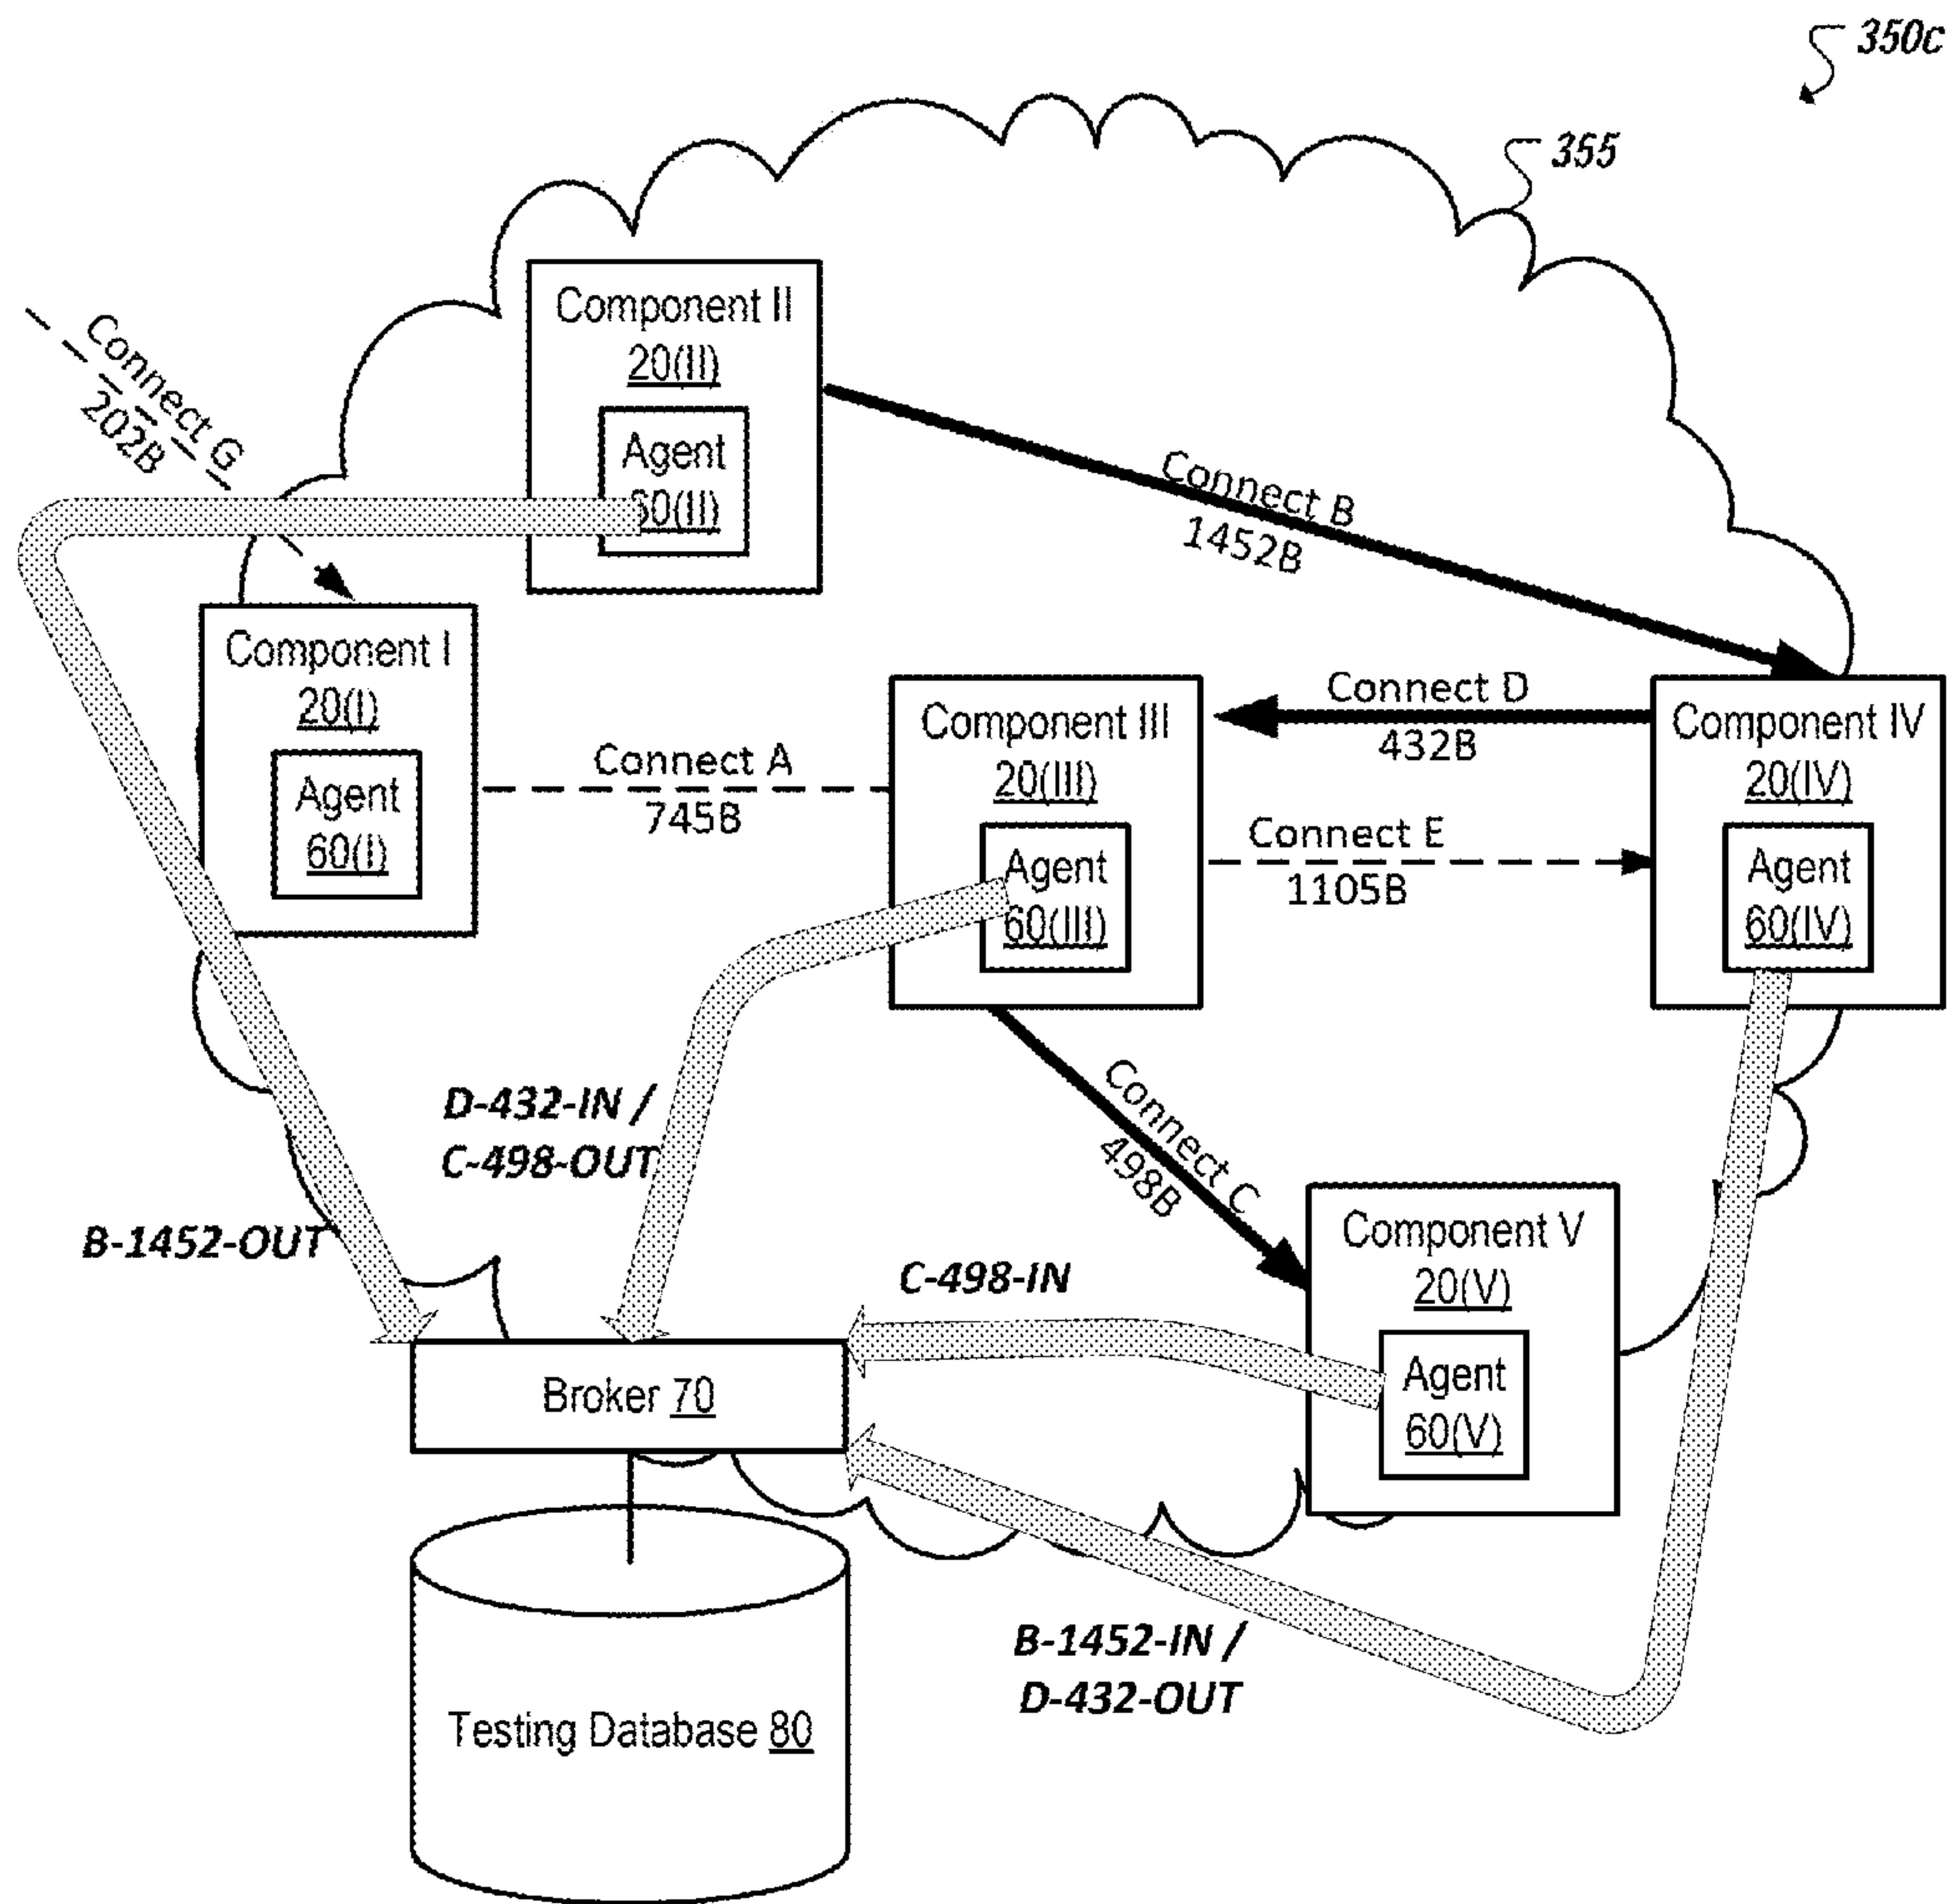 350c
355
Component II
20(II)
Agent
60(II)
Connect G
202B
Connect B
1452B
Component I
20(I)
Agent
60(I)
Connect A
745B
Component III
20(III)
Agent
60(III)
Connect D
432B
Connect E
1105B
Component IV
20(IV)
Agent
60(IV)
D-432-IN /
C-498-OUT
Connect C
498B
B-1452-OUT
C-498-IN
Component V
20(V)
Agent
60(V)
Broker 70
B-1452-IN /
D-432-OUT
Testing Database 80